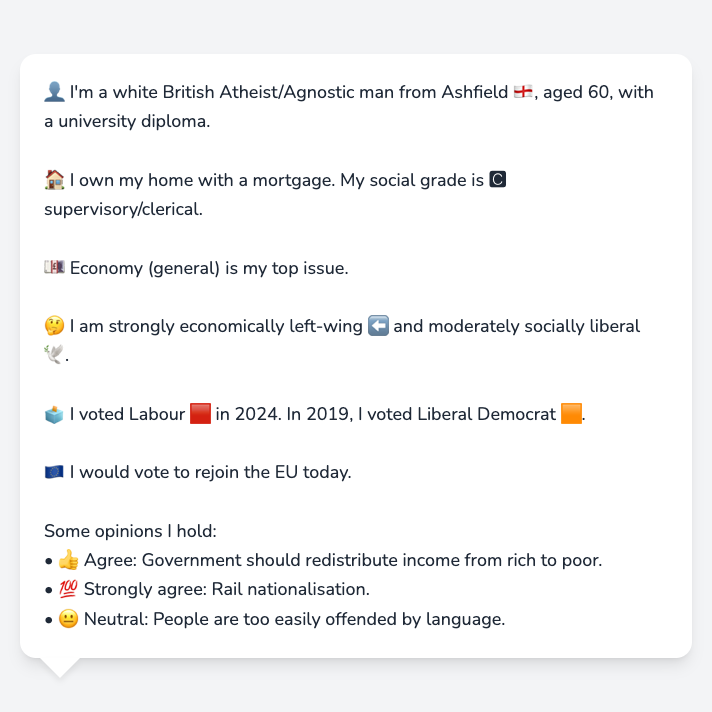 👤 I'm a white British Atheist/Agnostic man from Ashfield 🏴󠁧󠁢󠁥󠁮󠁧󠁿, aged 60, with
a university diploma.
🏠 I own my home with a mortgage. My social grade is 🅲
supervisory/clerical.
💷 Economy (general) is my top issue.
🤔 I am strongly economically left-wing ⬅️ and moderately socially liberal
🕊️.
🗳️ I voted Labour 🟥 in 2024. In 2019, I voted Liberal Democrat 🟧.
🇪🇺 I would vote to rejoin the EU today.
Some opinions I hold:
• 👍 Agree: Government should redistribute income from rich to poor.
• 💯 Strongly agree: Rail nationalisation.
• 😐 Neutral: People are too easily offended by language.